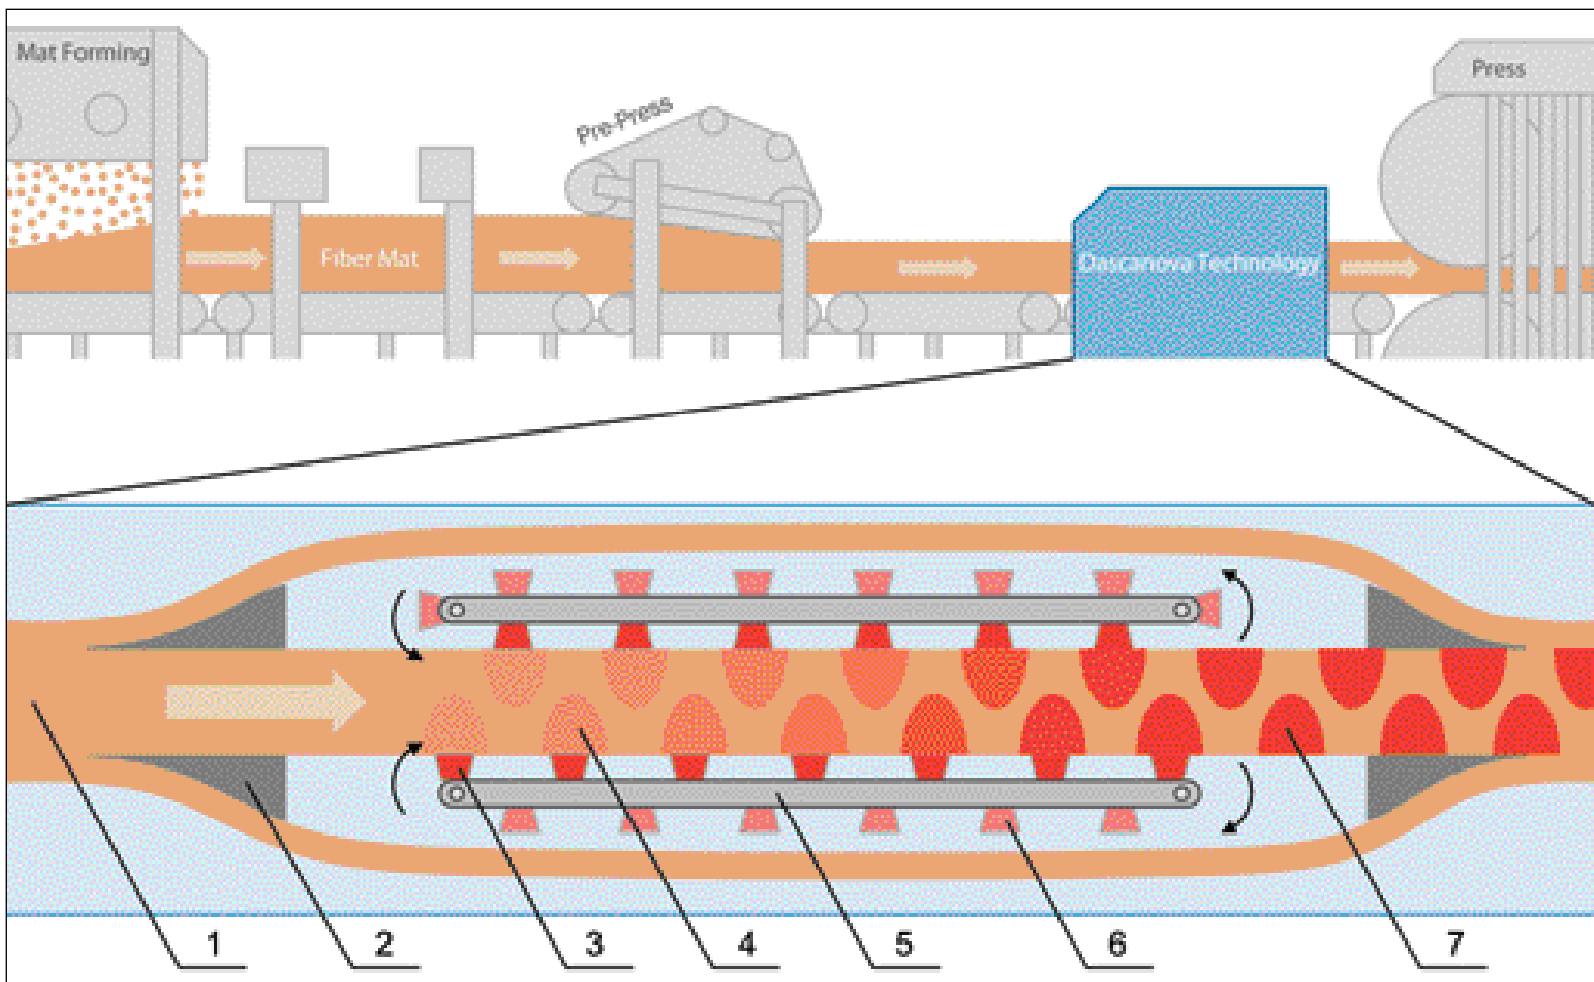 Mat Forming
Pre-Press
Press
Fiber Mat
Dascanova Technology
1 2 3 4 5 6 7